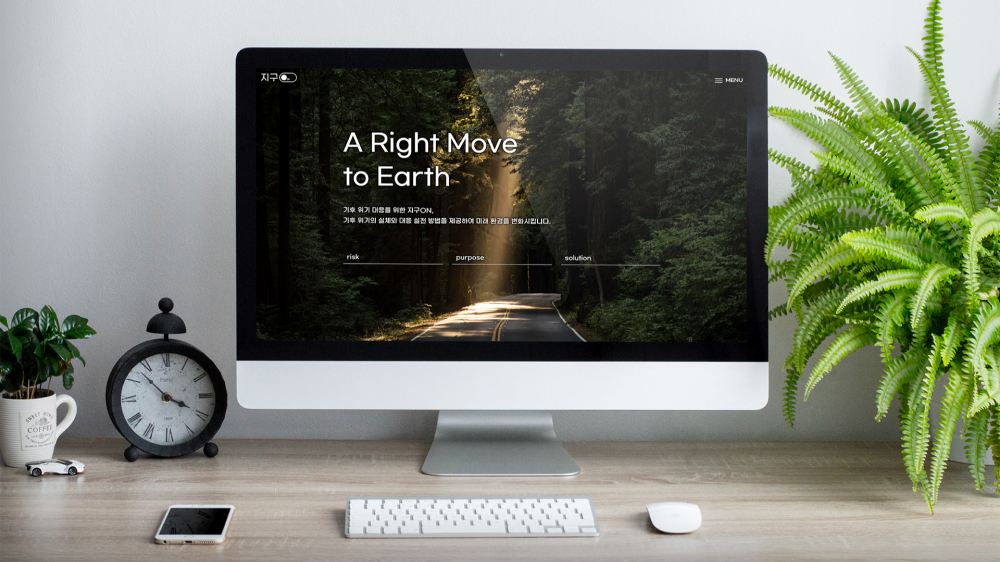 지구
MENU
A Right Move
to Earth
기후 위기 대응을 위한 지구ON,
기후 위기의 실체와 대응 실천 방법을 제공하여 미래 환경을 변화시킵니다.
risk
purpose
solution
SWEET HOME
COFFEE